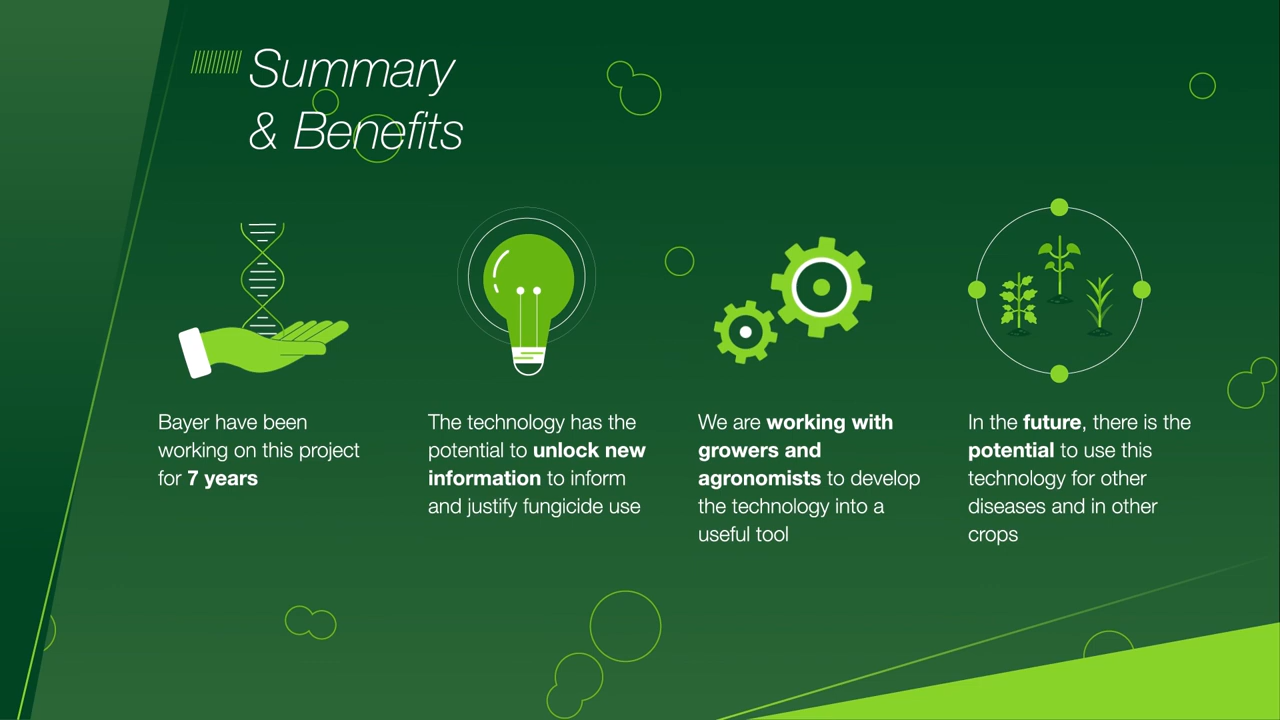 Summary
& Benefits
Bayer have been
working on this project
for 7 years
The technology has the
potential to unlock new
information to inform
and justify fungicide use
We are working with
growers and
agronomists to develop
the technology into a
useful tool
In the future, there is the
potential to use this
technology for other
diseases and in other
crops